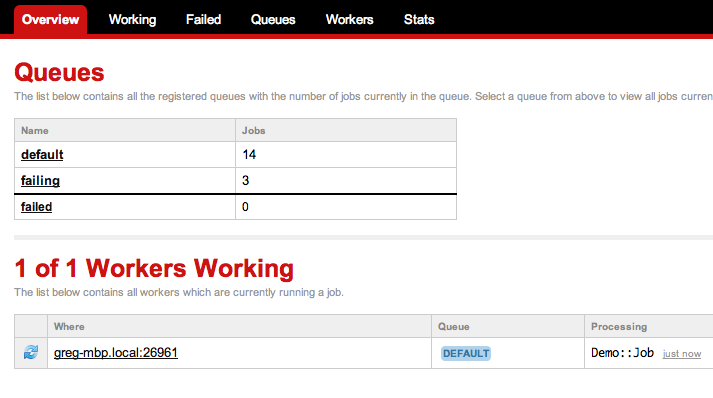 Overview Working Failed Queues Workers Stats
Queues
The list below contains all the registered queues with the number of jobs currently in the queue. Select a queue from above to view all jobs curren
Name Jobs
default 14
failing 3
failed 0
1 of 1 Workers Working
The list below contains all workers which are currently running a job.
Where Queue Processing
greg-mbp.local:26961 DEFAULT Demo::Job just now